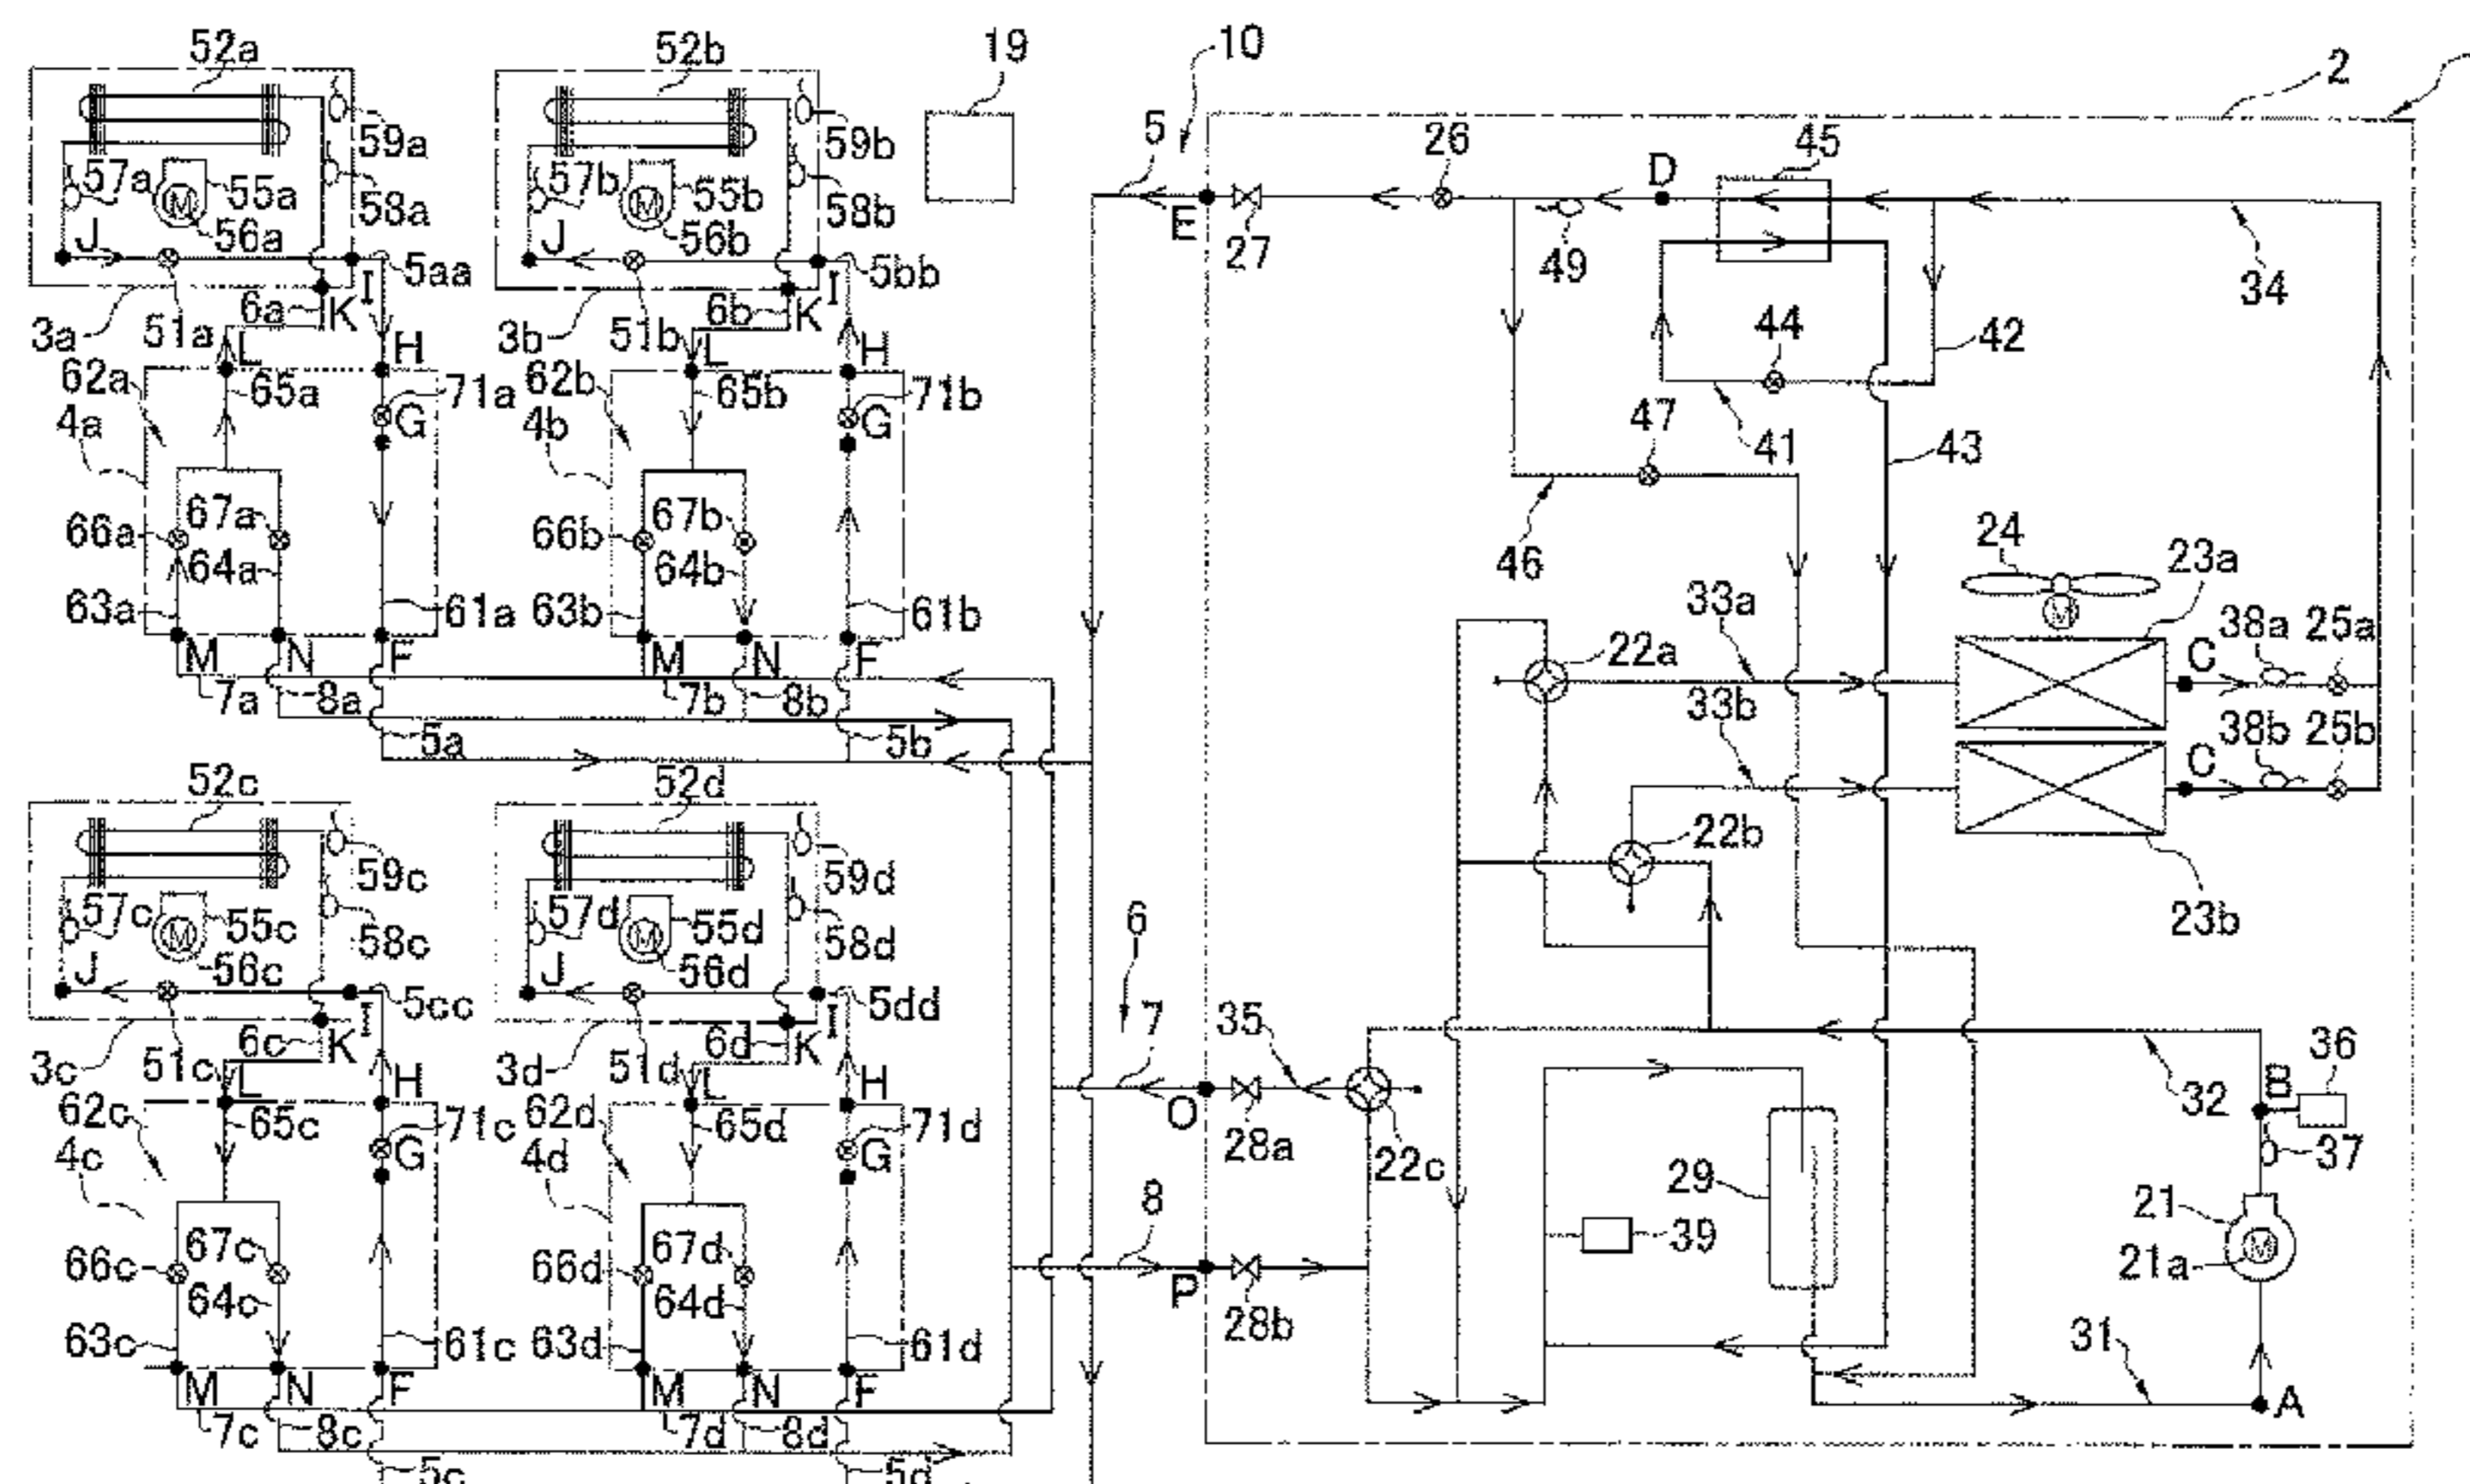 52a 52b 19 10 2
59a 59b 5 26 D 45
57a 55a 58a 57b 55b 58b
56a 56b E 27 49 34
J I 5aa J I 5bb
6a K 6b K
3a 51a L H 3b 51b L H 44 42
62a 65a 71a 62b 65b 71b
4a G 4b G 47 41 43
66a 67a 66b 67b 46 24 23a
64a 64b
63a 61a 63b 61b 33a 38a 25a
M N F M N F 22a C
7a 8a 7b 8b 33b 38b 25b
5a 5b C
52c 52d 22b
59c 59d 23b
57c 55c 58c 57d 55d 58d 6
56c 56d
J I 5cc J I 5dd 7 35 36
6c K 6d K
3c 51c L H 3d 51d L H 32 B
62c 65c 71c 62d 65d 71d O 28a 22c 37
4c G 4d G 29
66c 67c 66d 67d 8 39 21
64c 64d P 28b 21a
63c 61c 63d 61d 31
M N F M N F A
7c 8c 7d 8d
5c 5d
M M M
M M
M